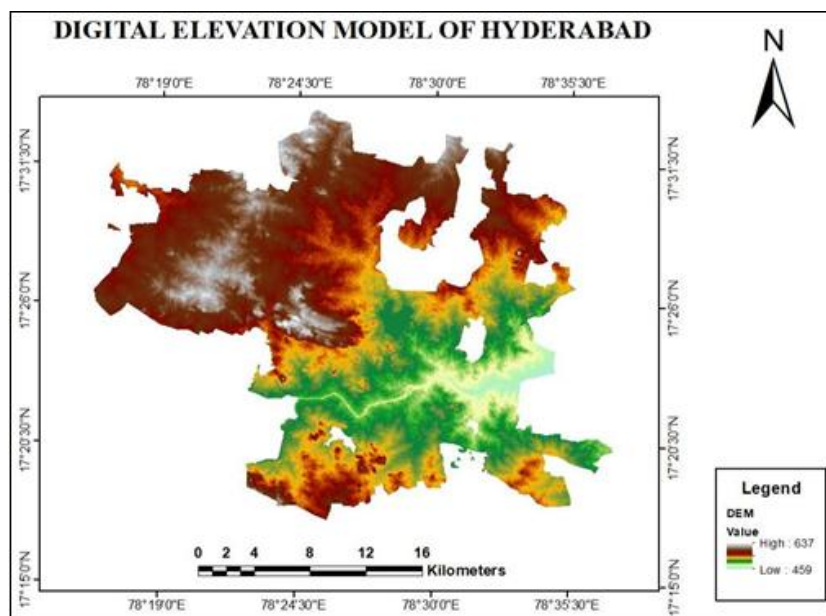 DIGITAL ELEVATION MODEL OF HYDERABAD
N
78°19'0"E 78°24'30"E 78°30'0"E 78°35'30"E
17°31'30"N 17°31'30"N
17°26'0"N 17°26'0"N
17°20'30"N 17°20'30"N
17°15'0"N 17°15'0"N
0 2 4 8 12 16
Kilometers
78°19'0"E 78°24'30"E 78°30'0"E 78°35'30"E
Legend
DEM
Value
High : 637
Low : 459